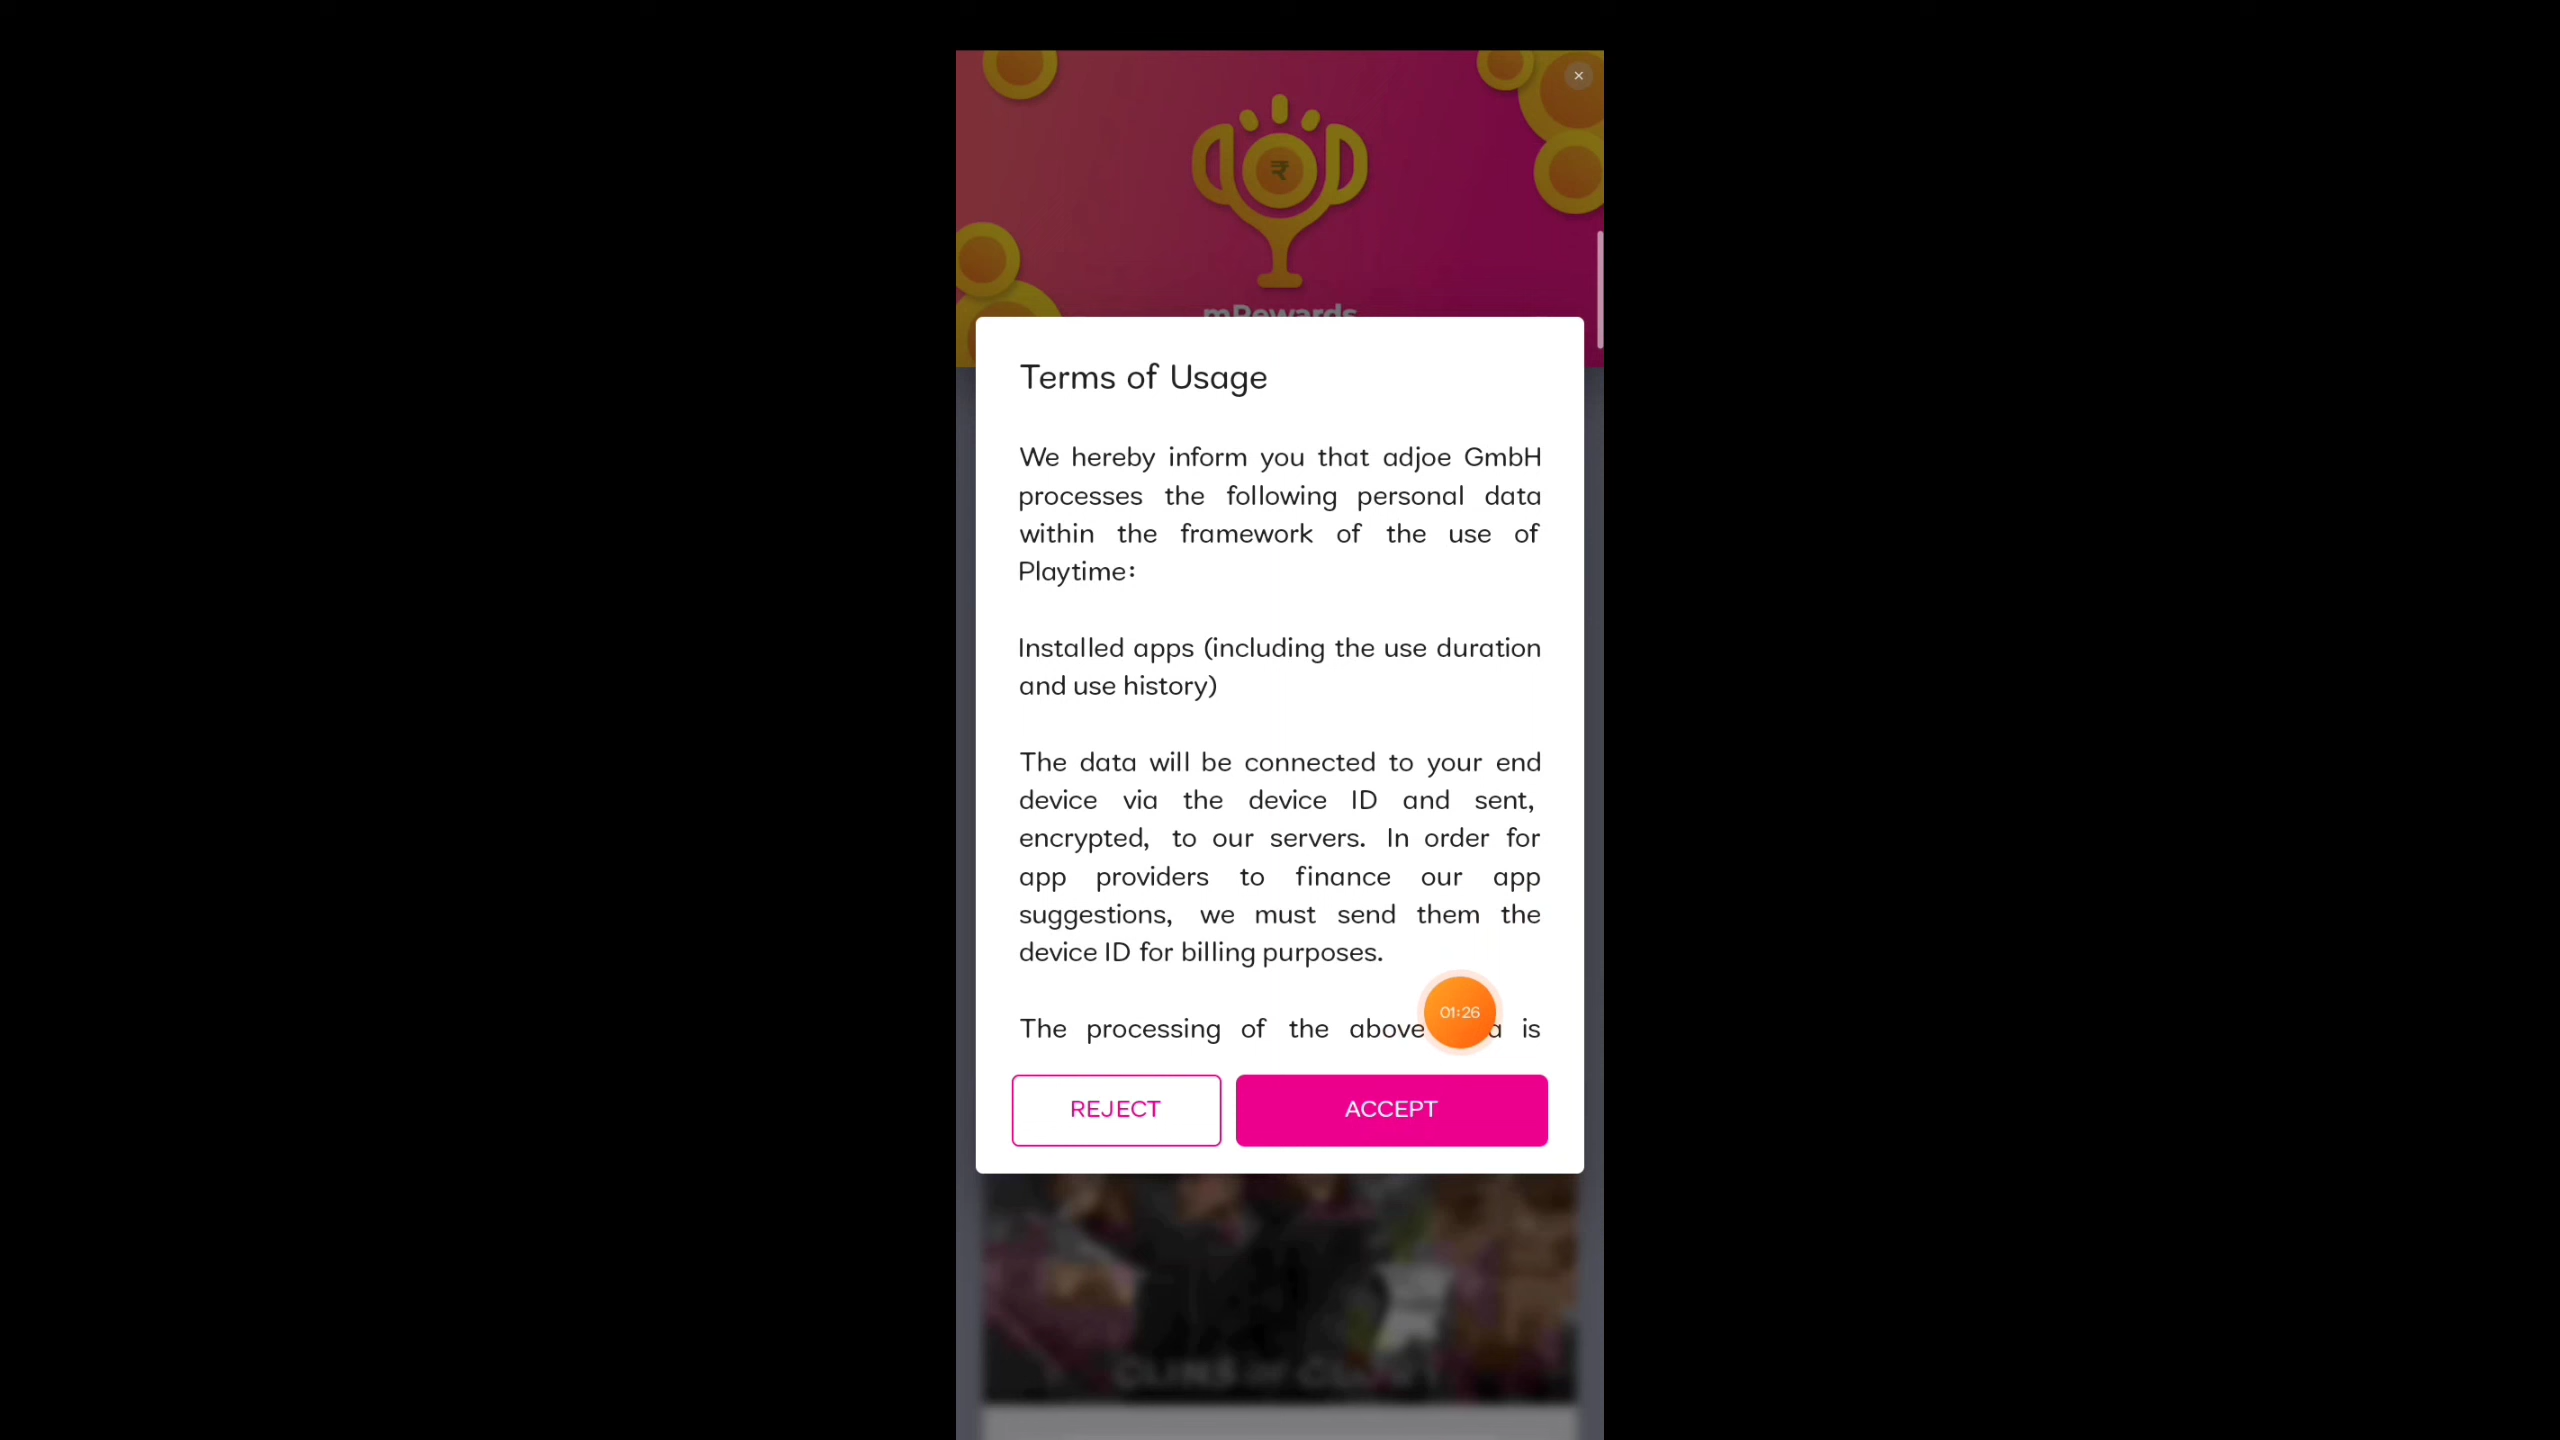 ₹
mRewards
Terms of Usage
We hereby inform you that adjoe GmbH
processes the following personal data
within the framework of the use of
Playtime:
Installed apps (including the use duration
and use history)
The data will be connected to your end
device via the device ID and sent,
encrypted, to our servers. In order for
app providers to finance our app
suggestions, we must send them the
device ID for billing purposes.
The processing of the above is
01:26
REJECT
ACCEPT